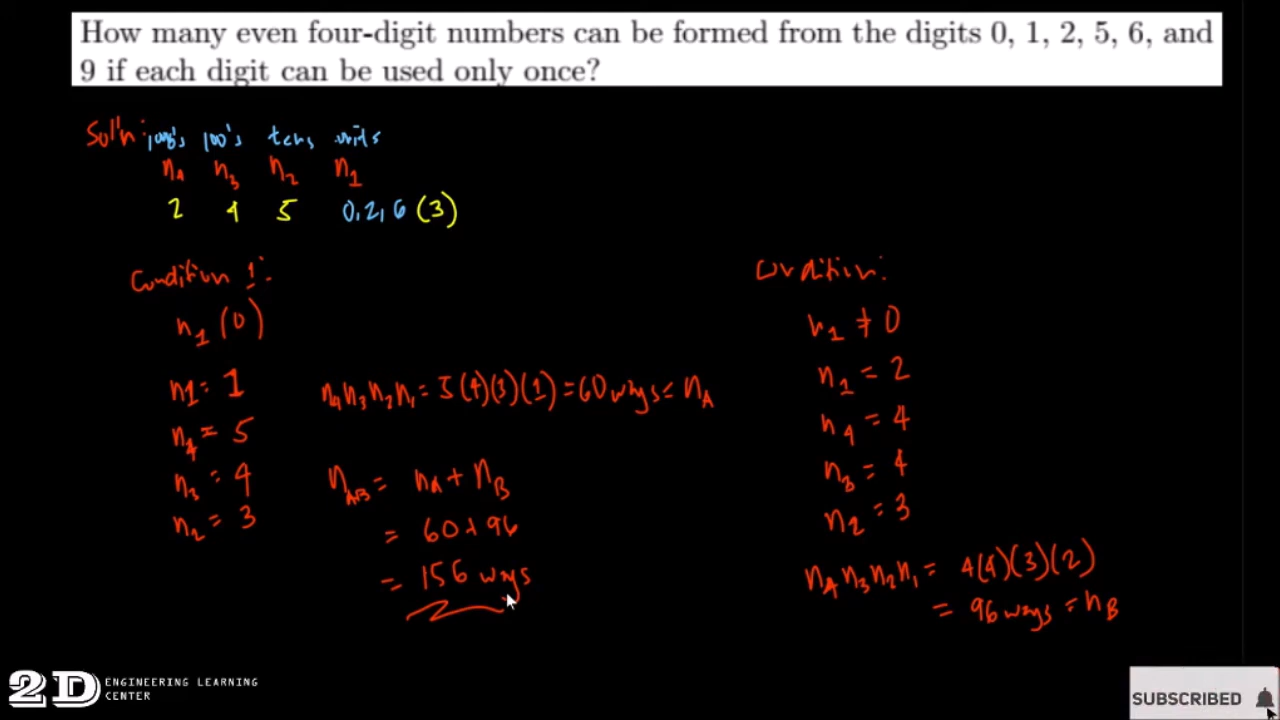 How many even four-digit numbers can be formed from the digits 0, 1, 2, 5, 6, and
9 if each digit can be used only once?
Sol'n: 1000's 100's tens units
n4 n3 n2 n1
2 4 5 0,2,6 (3)
Condition 1:
n1 (0)
n1 = 1
n4 = 5
n3 = 4
n2 = 3
n4 n3 n2 n1 = 5(4)(3)(1) = 60 ways = nA
nAB = nA + nB
= 60 + 96
= 156 ways
Condition:
n1 ≠ 0
n1 = 2
n4 = 4
n3 = 4
n2 = 3
n4 n3 n2 n1 = 4(4)(3)(2)
= 96 ways = nB
2D ENGINEERING LEARNING
CENTER
SUBSCRIBED